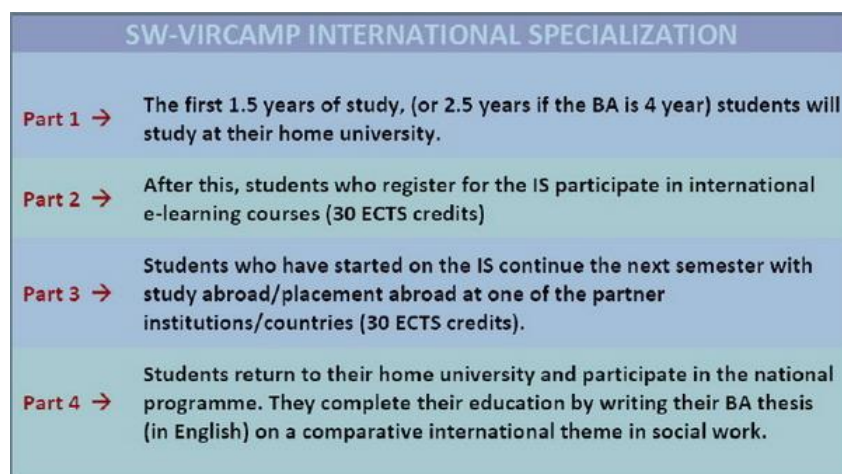 SW-VIRCAMP INTERNATIONAL SPECIALIZATION
Part 1 → The first 1.5 years of study, (or 2.5 years if the BA is 4 year) students will
study at their home university.
Part 2 → After this, students who register for the IS participate in international
e-learning courses (30 ECTS credits)
Part 3 → Students who have started on the IS continue the next semester with
study abroad/placement abroad at one of the partner
institutions/countries (30 ECTS credits).
Part 4 → Students return to their home university and participate in the national
programme. They complete their education by writing their BA thesis
(in English) on a comparative international theme in social work.